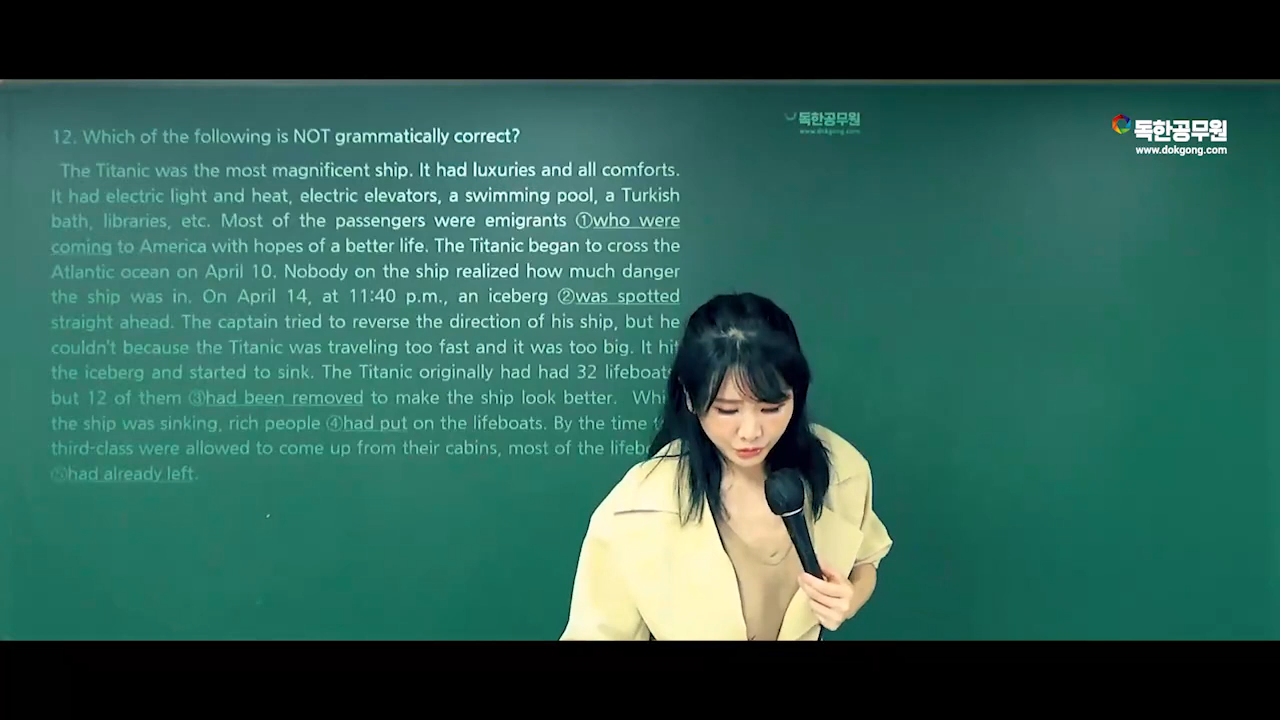 독한공무원
www.dokgong.com
독한공무원
www.dokgong.com
12. Which of the following is NOT grammatically correct?
The Titanic was the most magnificent ship. It had luxuries and all comforts.
It had electric light and heat, electric elevators, a swimming pool, a Turkish
bath, libraries, etc. Most of the passengers were emigrants ①who were
coming to America with hopes of a better life. The Titanic began to cross the
Atlantic ocean on April 10. Nobody on the ship realized how much danger
the ship was in. On April 14, at 11:40 p.m., an iceberg ②was spotted
straight ahead. The captain tried to reverse the direction of his ship, but he
couldn't because the Titanic was traveling too fast and it was too big. It hit
the iceberg and started to sink. The Titanic originally had had 32 lifeboats
but 12 of them ③had been removed to make the ship look better.
the ship was sinking, rich people ④had put on the lifeboats. By the time
third-class were allowed to come up from their cabins, most of the
⑤had already left.